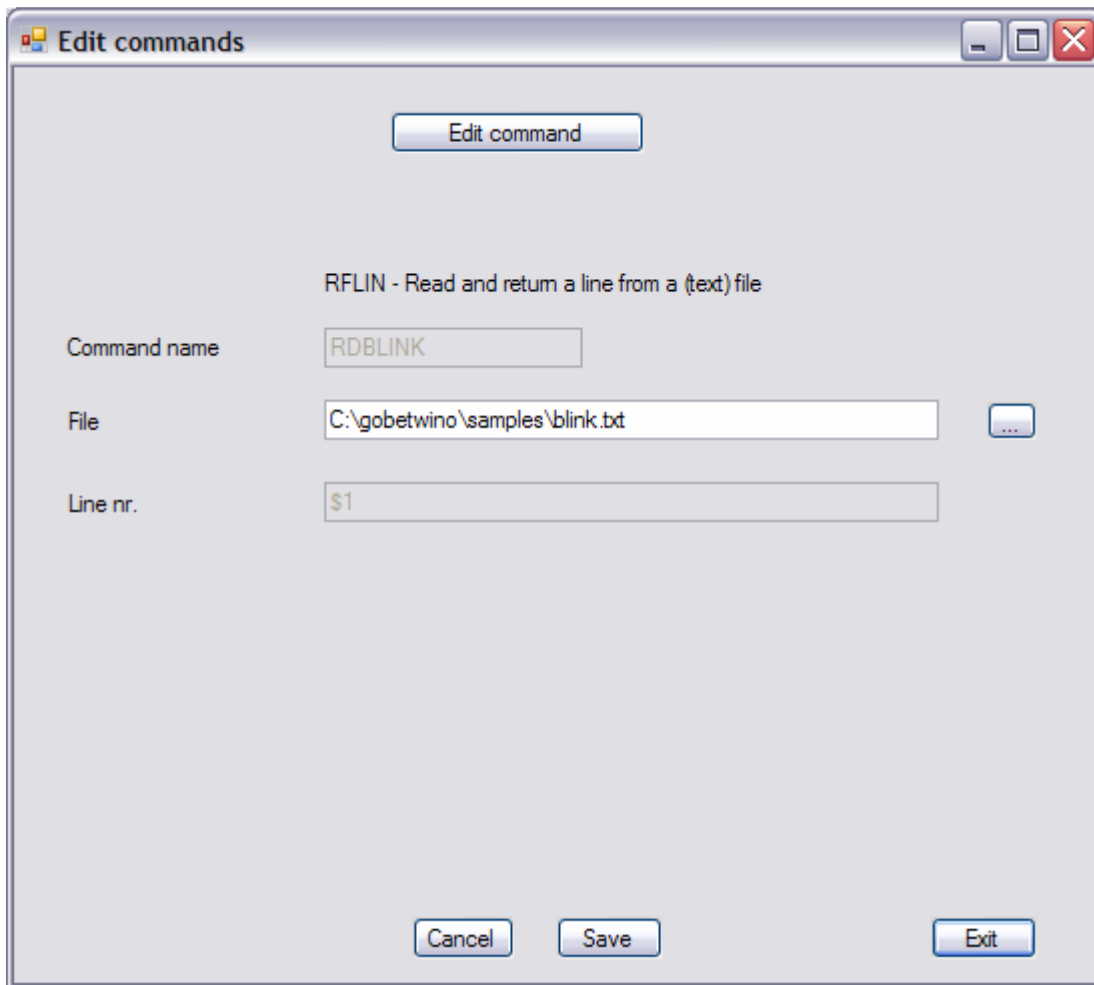 Edit commands
Edit command
RFLIN - Read and return a line from a (text) file
Command name
RDBLINK
File
C:\gobetwino\samples\blink.txt
...
Line nr.
$1
Cancel
Save
Exit